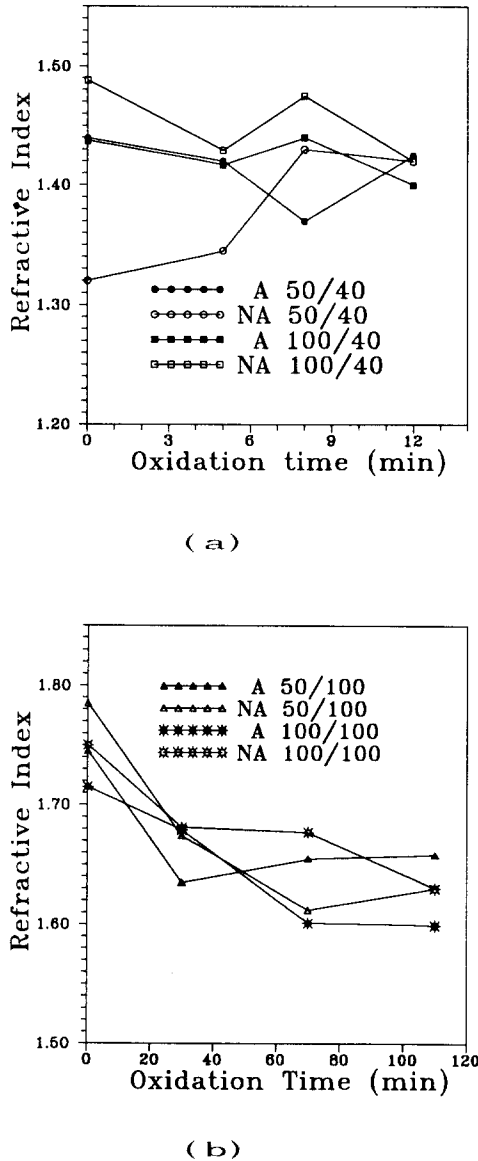 1.50
1.40
1.30
1.20
Refractive Index
A 50/40
NA 50/40
A 100/40
NA 100/40
0 3 6 9 12
Oxidation time (min)
(a)
1.80
1.70
1.60
1.50
Refractive Index
A 50/100
NA 50/100
A 100/100
NA 100/100
0 20 40 60 80 100 120
Oxidation Time (min)
(b)